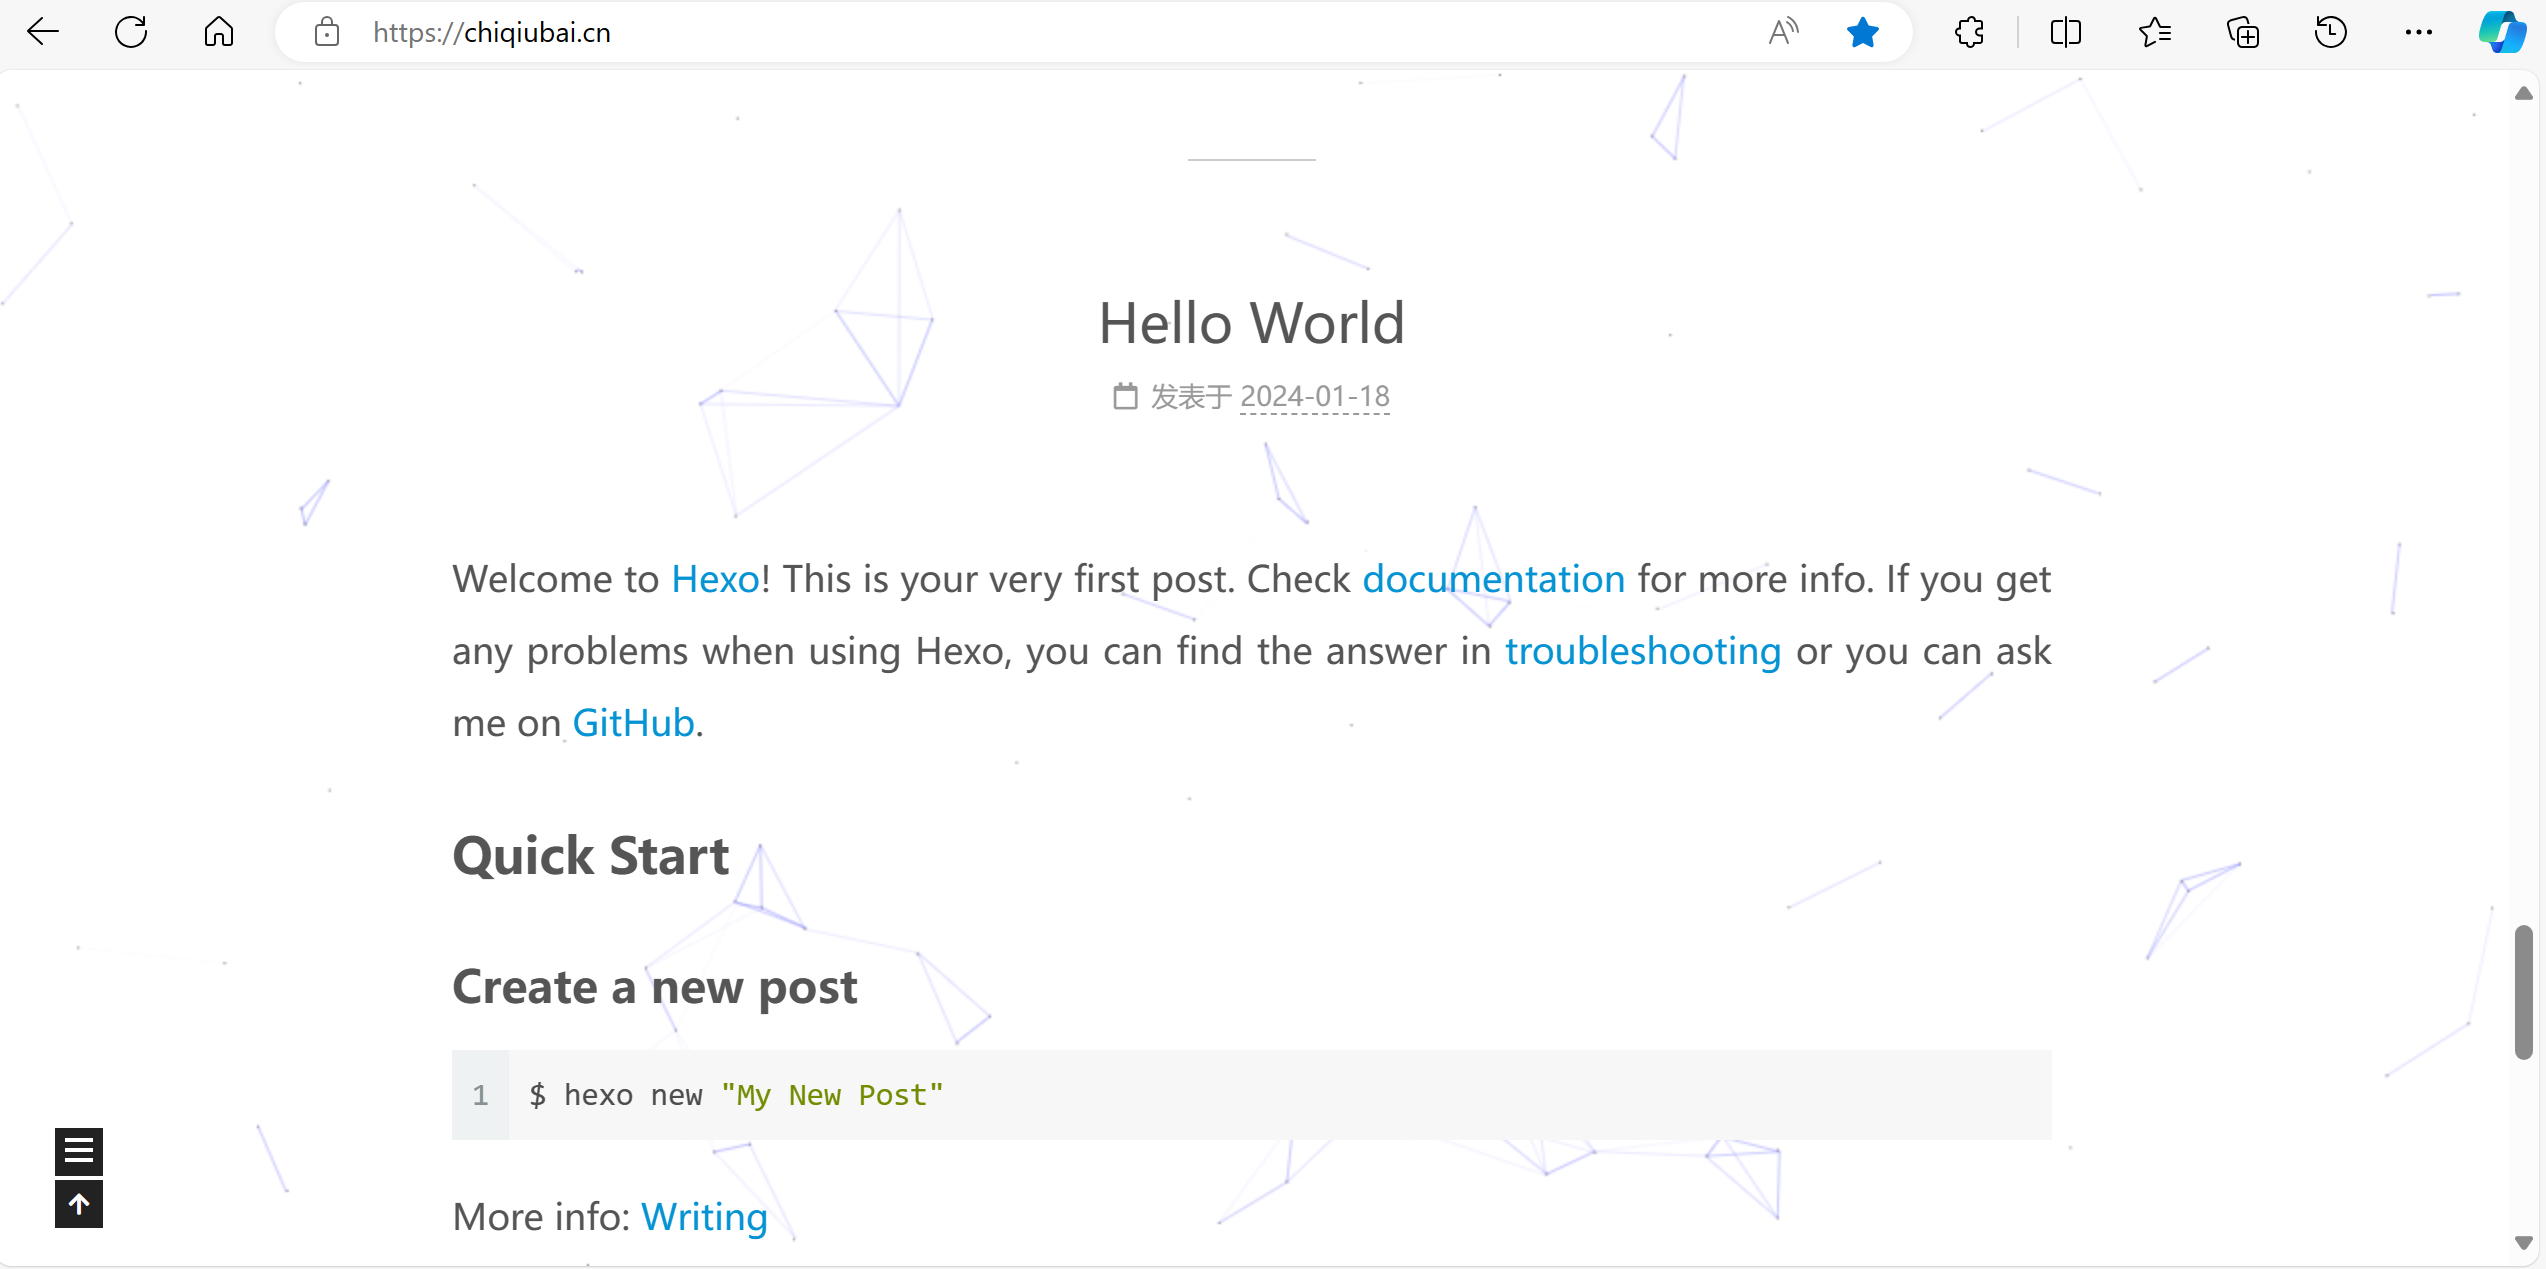 https://chiqiubai.cn
Hello World
发表于 2024-01-18
Welcome to Hexo! This is your very first post. Check documentation for more info. If you get
any problems when using Hexo, you can find the answer in troubleshooting or you can ask
me on GitHub.
Quick Start
Create a new post
1 $ hexo new "My New Post"
More info: Writing